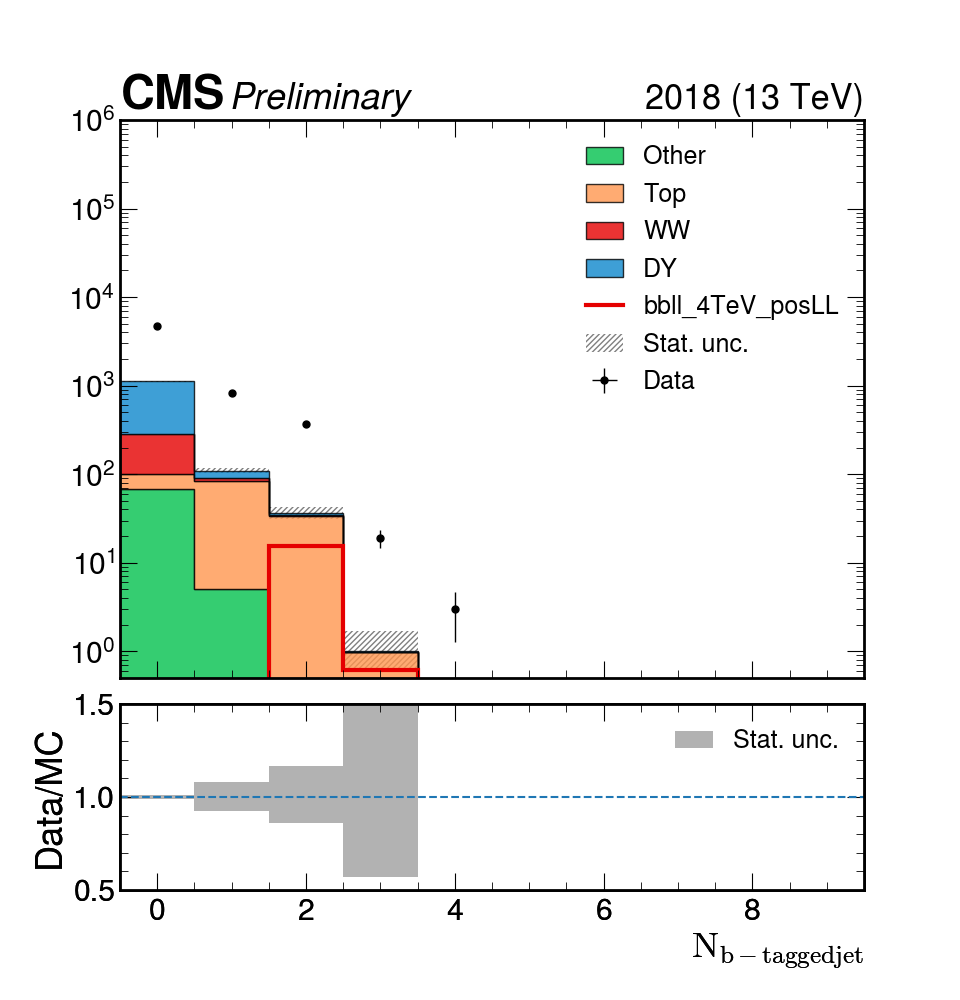 CMS Preliminary 2018 (13 TeV)
10^6
10^5
10^4
10^3
10^2
10^1
10^0
Other
Top
WW
DY
bbll_4TeV_posLL
Stat. unc.
Data
Data/MC
1.5
1.0
0.5
Stat. unc.
0 2 4 6 8
N_{b-taggedjet}